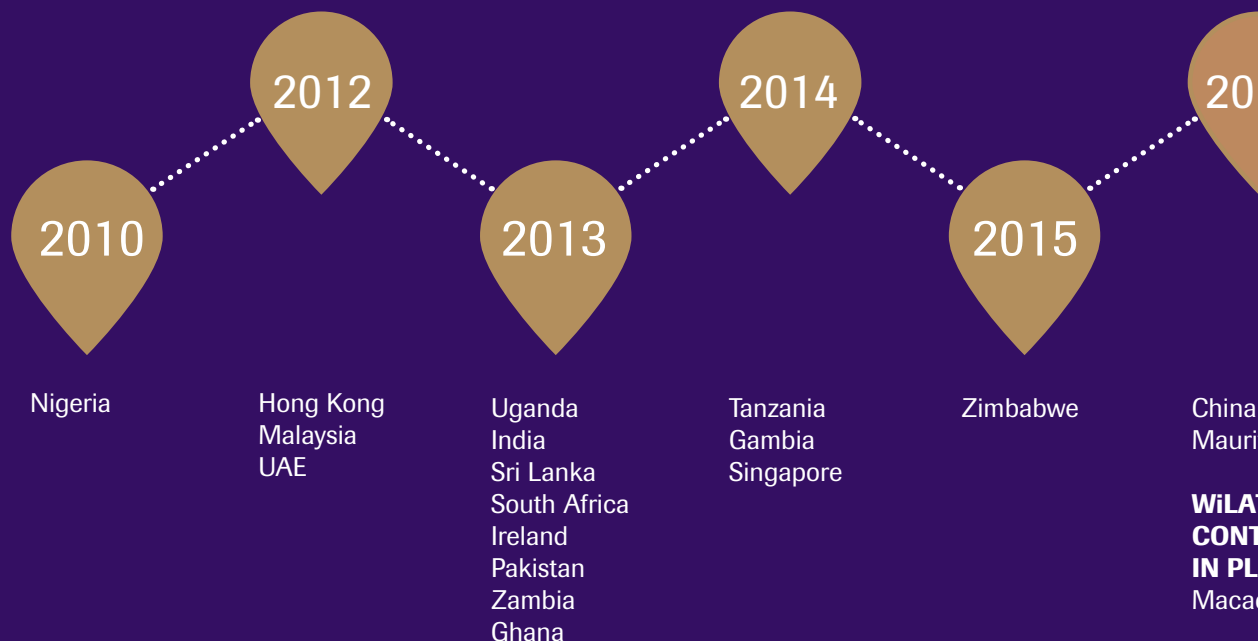 2010
Nigeria
2012
Hong Kong
Malaysia
UAE
2013
Uganda
India
Sri Lanka
South Africa
Ireland
Pakistan
Zambia
Ghana
2014
Tanzania
Gambia
Singapore
2015
Zimbabwe
China